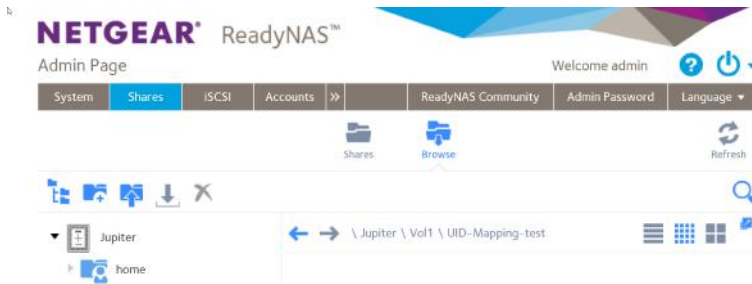 NETGEAR® ReadyNAS™
Admin Page Welcome admin ?
System Shares iSCSI Accounts » ReadyNAS Community Admin Password Language
Shares Browse Refresh
Jupiter \ Jupiter \ Vol1 \ UID-Mapping-test
home